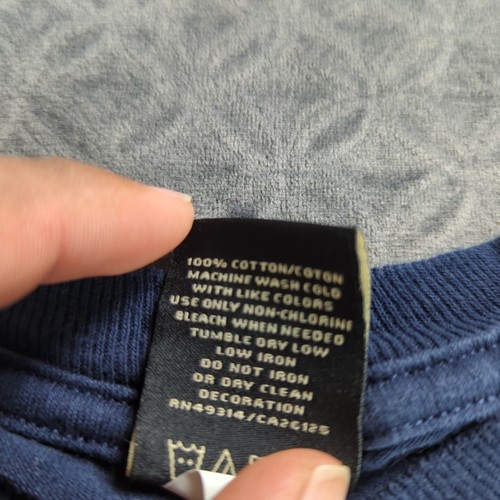 100% COTTON/COTON
MACHINE WASH COLD
WITH LIKE COLORS
USE ONLY NON-CHLORINE
BLEACH WHEN NEEDED
TUMBLE DRY LOW
LOW IRON
DO NOT IRON
OR DRY CLEAN
DECORATION
RN49314/CA26125